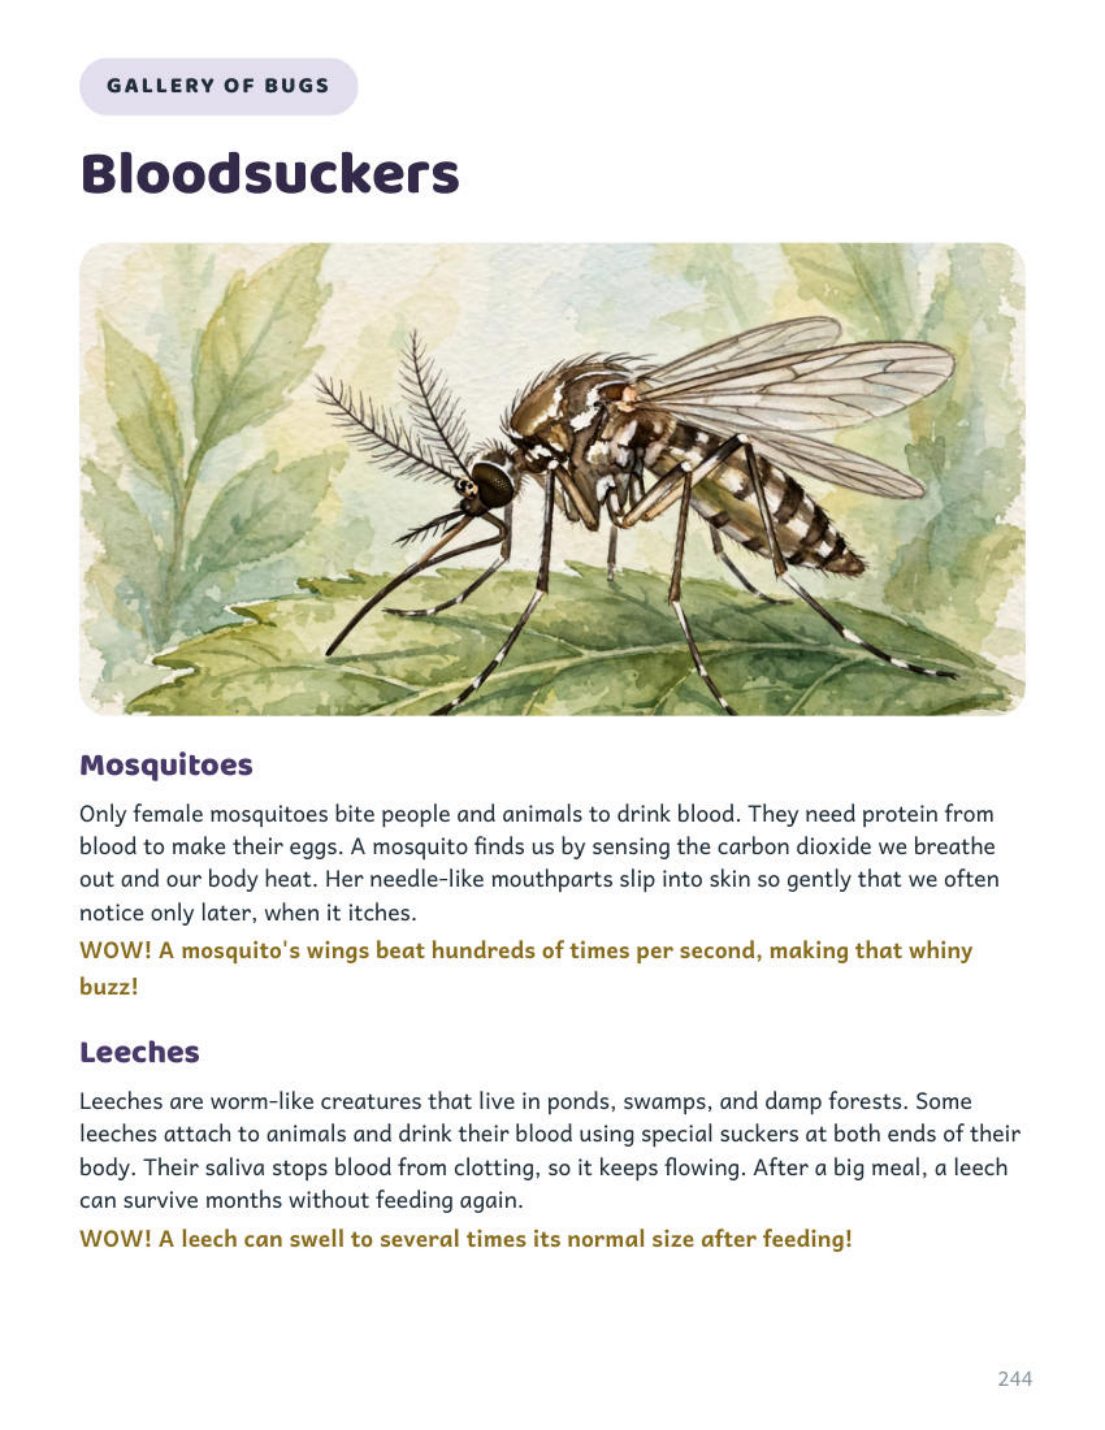 GALLERY OF BUGS
Bloodsuckers
Mosquitoes
Only female mosquitoes bite people and animals to drink blood. They need protein from
blood to make their eggs. A mosquito finds us by sensing the carbon dioxide we breathe
out and our body heat. Her needle-like mouthparts slip into skin so gently that we often
notice only later, when it itches.
WOW! A mosquito's wings beat hundreds of times per second, making that whiny
buzz!
Leeches
Leeches are worm-like creatures that live in ponds, swamps, and damp forests. Some
leeches attach to animals and drink their blood using special suckers at both ends of their
body. Their saliva stops blood from clotting, so it keeps flowing. After a big meal, a leech
can survive months without feeding again.
WOW! A leech can swell to several times its normal size after feeding!
244